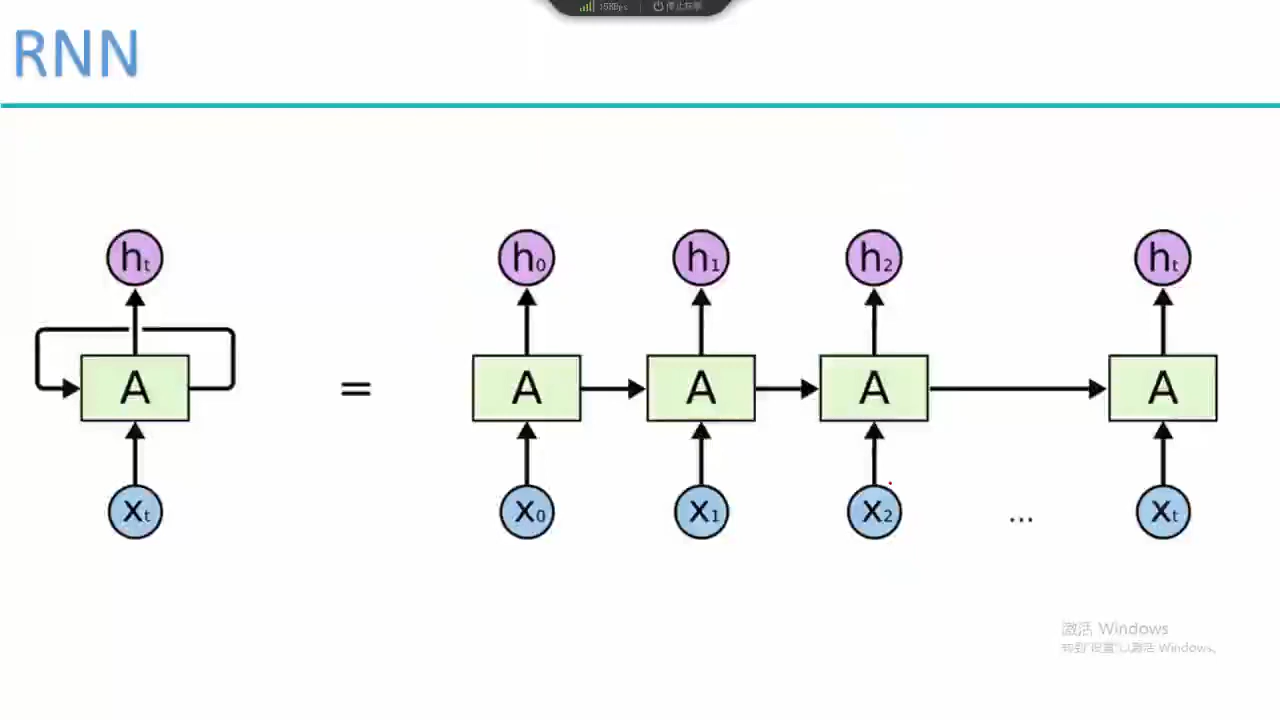 RNN
ht h0 h1 h2 ht
A = A A A A
xt x0 x1 x2 ... xt
激活 Windows